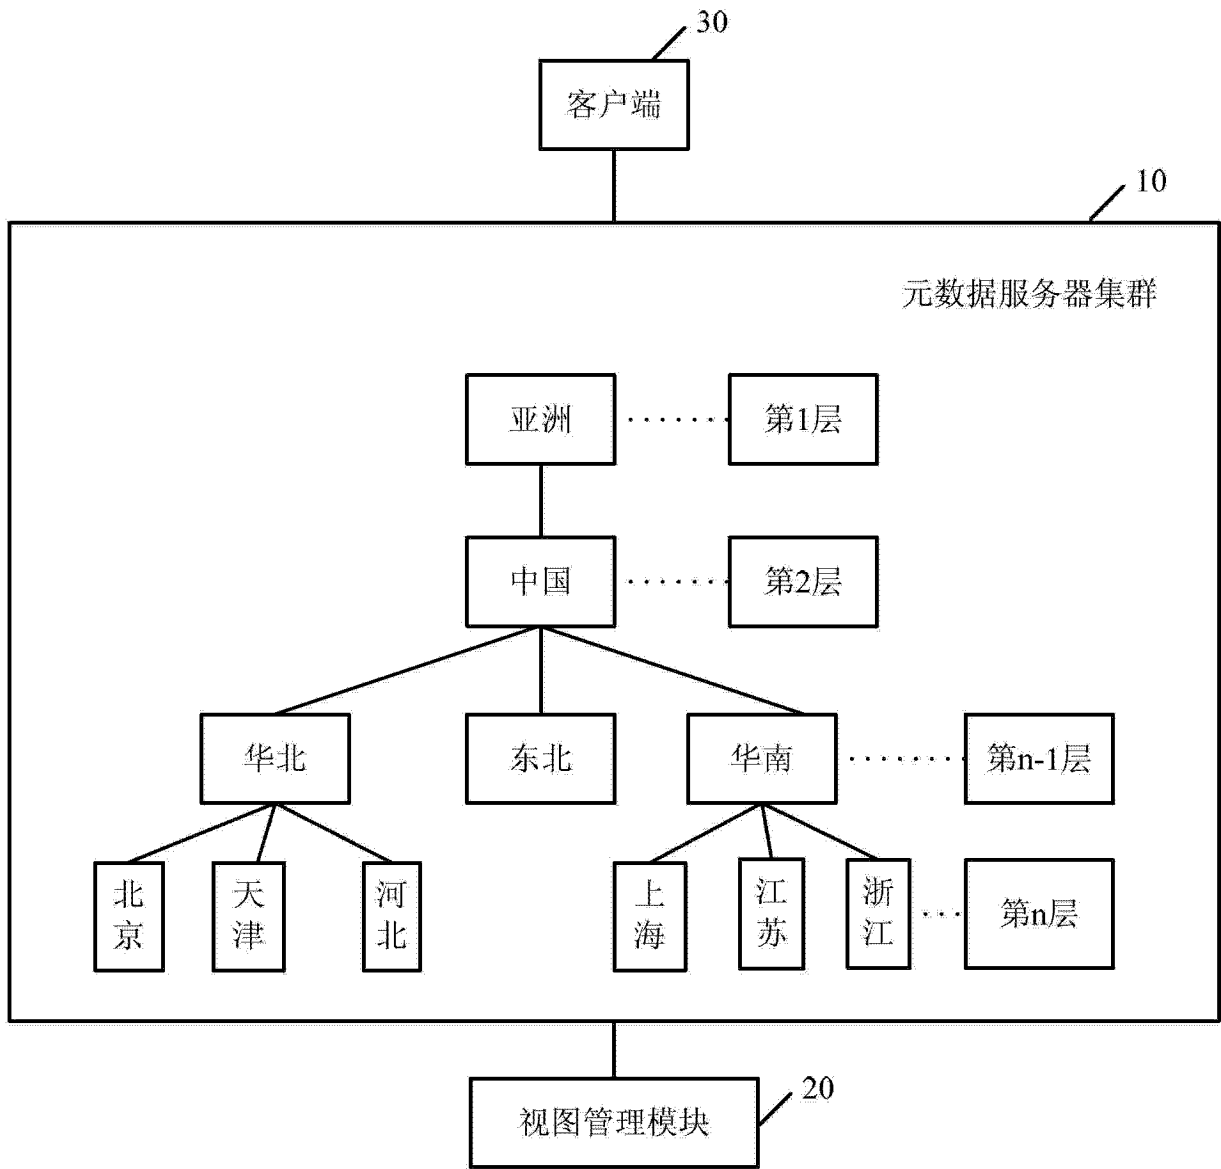 30
客户端
10
元数据服务器集群
亚洲
第1层
中国
第2层
华北
东北
华南
第n-1层
北京
天津
河北
上海
江苏
浙江
第n层
20
视图管理模块